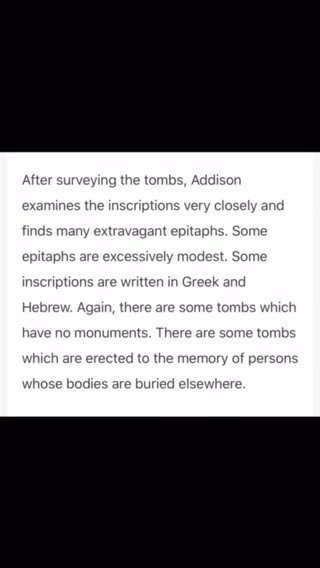 After surveying the tombs, Addison
examines the inscriptions very closely and
finds many extravagant epitaphs. Some
epitaphs are excessively modest. Some
inscriptions are written in Greek and
Hebrew. Again, there are some tombs which
have no monuments. There are some tombs
which are erected to the memory of persons
whose bodies are buried elsewhere.